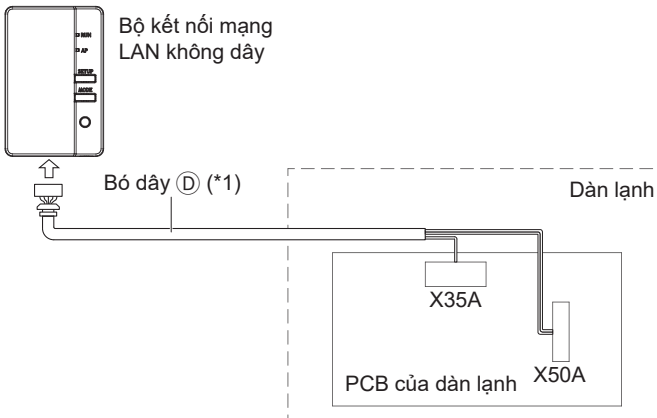 Bộ kết nối mạng
LAN không dây
RUN
AP
SETUP
MODE
Bó dây Ⓓ (*1)
Dàn lạnh
X35A
X50A
PCB của dàn lạnh